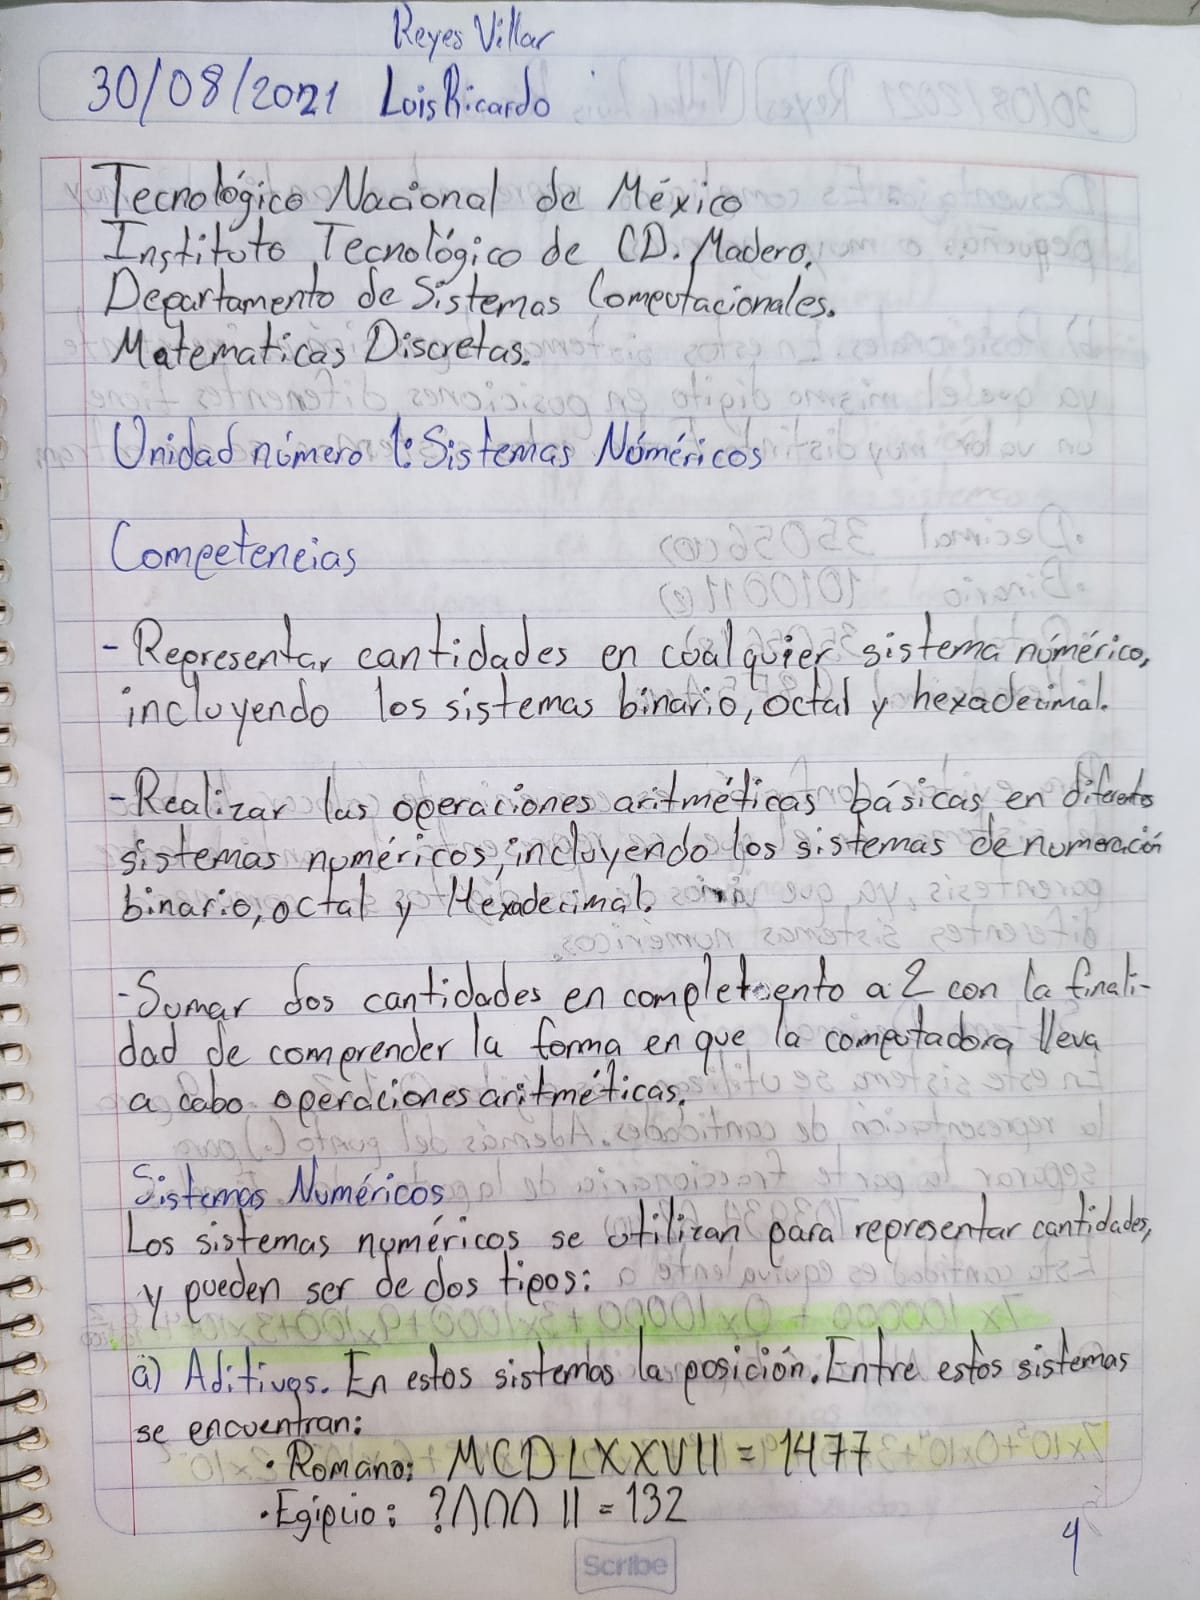 Reyes Villar
30/08/2021 Luis Ricardo
Tecnológico Nacional de México
Instituto Tecnológico de CD. Madero.
Departamento de Sistemas Computacionales.
Matematicas Discretas.
Unidad número 1: Sistemas Núméricos
Competencias
- Representar cantidades en cualquier sistema númérico,
incluyendo los sistemas binario, octal y hexadecimal.
- Realizar las operaciones aritméticas básicas en diferentes
sistemas numéricos, incluyendo los sistemas de numeración
binario, octal y Hexadecimal.
- Sumar dos cantidades en a 2 con la finali-
dad de comprender la forma en que la computadora lleva
a cabo operaciones aritméticas.
Sistemas Numéricos
Los sistemas numéricos se utilizan para representar cantidades,
y pueden ser de dos tipos:
a) Aditivos. En estos sistemas la posición. Entre estos sistemas
se encuentran:
• Romano: MCDLXXVII = 1477
• Egipcio: ?∩∩∩ II = 132
4
Scribe